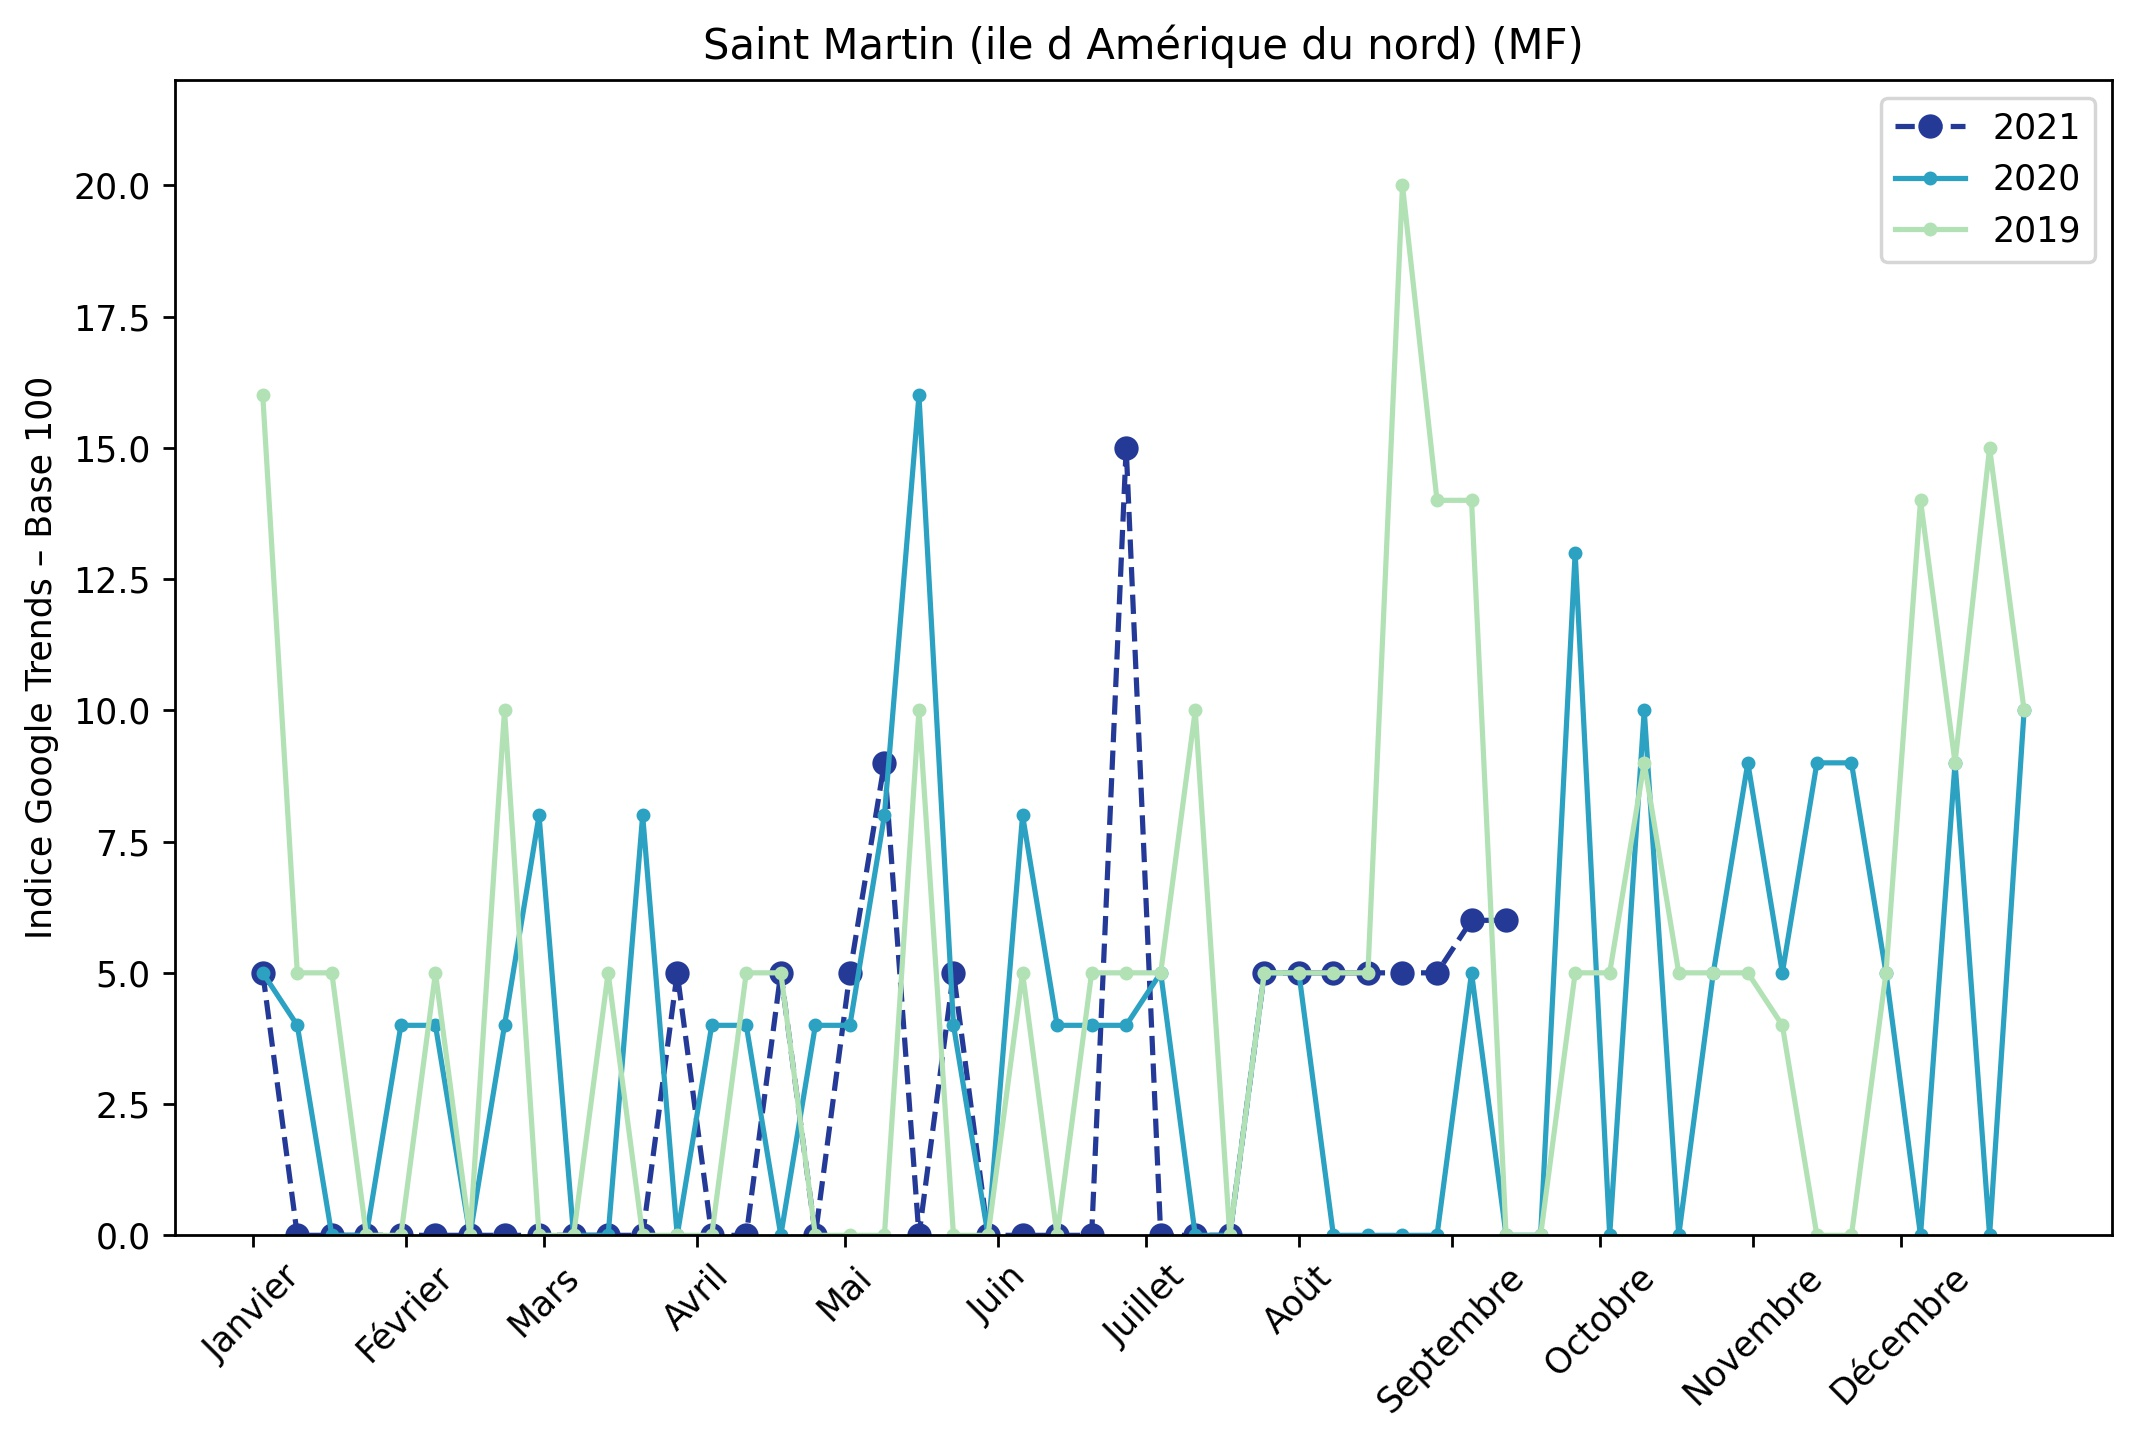 Saint Martin (ile d Amérique du nord) (MF)
2021
2020
2019
Indice Google Trends – Base 100
20.0
17.5
15.0
12.5
10.0
7.5
5.0
2.5
0.0
Janvier
Février
Mars
Avril
Mai
Juin
Juillet
Août
Septembre
Octobre
Novembre
Décembre